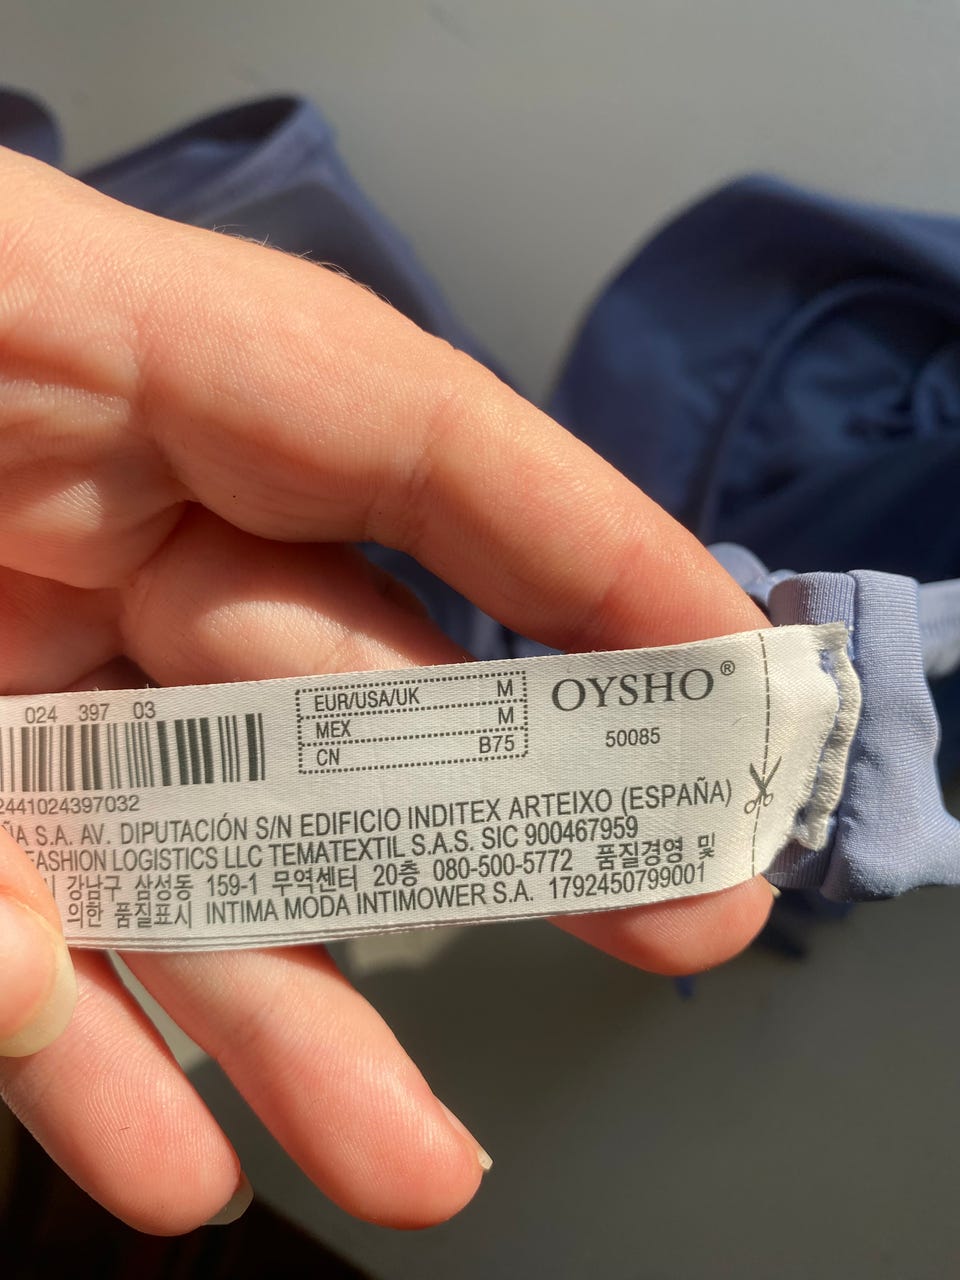 024 397 03
EUR/USA/UK M
MEX M
CN B75
OYSHO®
50085
2441024397032
S.A. AV. DIPUTACIÓN S/N EDIFICIO INDITEX ARTEIXO (ESPAÑA)
FASHION LOGISTICS LLC TEMATEXTIL S.A.S. SIC 900467959
강남구 삼성동 159-1 무역센터 20층 080-500-5772 품질경영 및
의한 품질표시 INTIMA MODA INTIMOWER S.A. 1792450799001